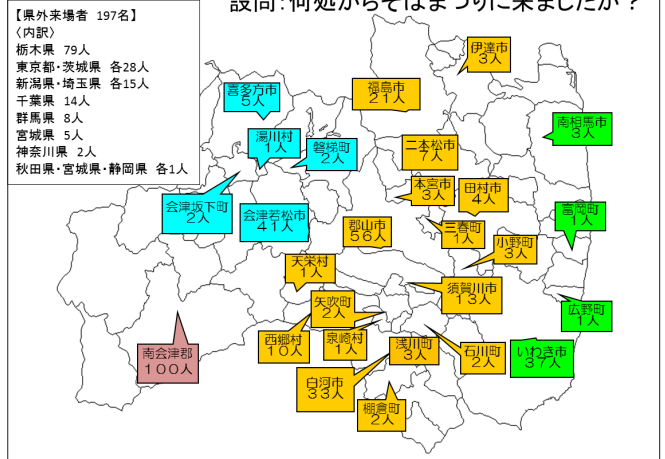 設問:何処からそばまつりに来ましたか？
【県外来場者 197名】
〈内訳〉
栃木県 79人
東京都・茨城県 各28人
新潟県・埼玉県 各15人
千葉県 14人
群馬県 8人
宮城県 5人
神奈川県 2人
秋田県・宮城県・静岡県 各1人
伊達市
3人
喜多方市
5人
福島市
21人
南相馬市
3人
湯川村
1人
磐梯町
2人
二本松市
7人
本宮市
3人
田村市
4人
会津坂下町
2人
会津若松市
41人
郡山市
56人
三春町
1人
小野町
3人
富岡町
1人
天栄村
1人
須賀川市
13人
矢吹町
2人
広野町
1人
南会津郡
100人
西郷村
10人
泉崎村
1人
浅川町
3人
石川町
2人
いわき市
37人
白河市
33人
棚倉町
2人